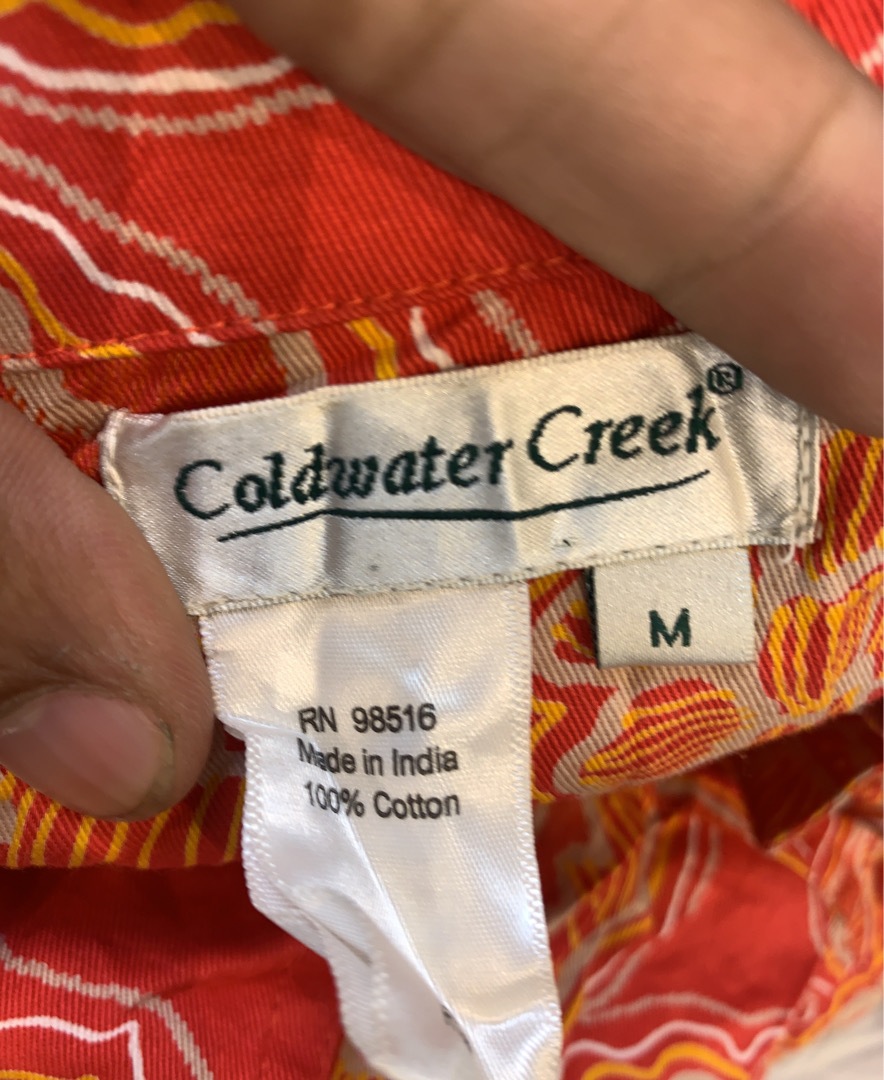 Coldwater Creek®
M
RN 98516
Made in India
100% Cotton